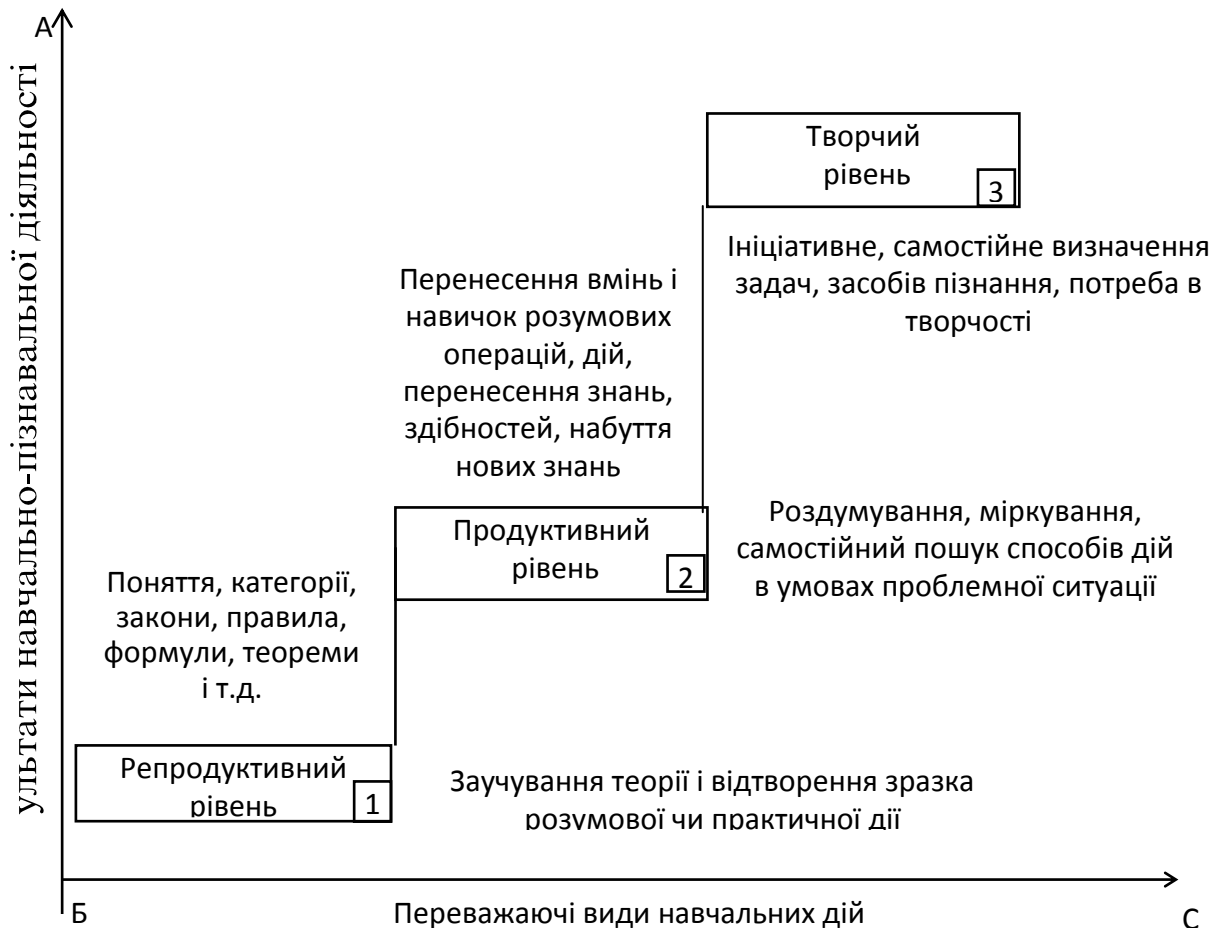 А
ультати навчально-пізнавальної діяльності
Творчий
рівень
3
Ініціативне, самостійне визначення
задач, засобів пізнання, потреба в
творчості
Перенесення вмінь і
навичок розумових
операцій, дій,
перенесення знань,
здібностей, набуття
нових знань
Продуктивний
рівень
2
Роздумування, міркування,
самостійний пошук способів дій
в умовах проблемної ситуації
Поняття, категорії,
закони, правила,
формули, теореми
і т.д.
Репродуктивний
рівень
1
Заучування теорії і відтворення зразка
розумової чи практичної дії
Б
Переважаючі види навчальних дій
С